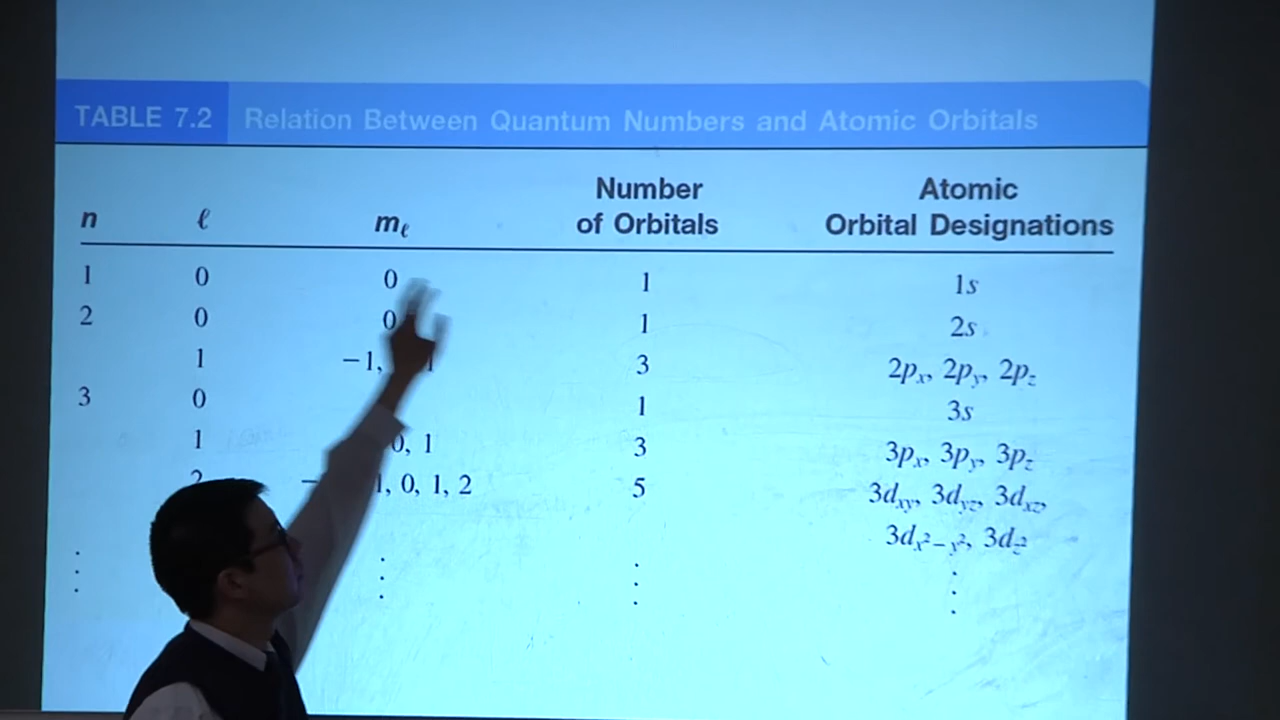 TABLE 7.2 Relation Between Quantum Numbers and Atomic Orbitals
Number Atomic
n ℓ mℓ of Orbitals Orbital Designations
1 0 0 1 1s
2 0 0 1 2s
1 −1, 1 3 2px, 2py, 2pz
3 0 1 3s
1 0, 1 3 3px, 3py, 3pz
1, 0, 1, 2 5 3dxy, 3dyz, 3dxz,
3dx²−y², 3dz²